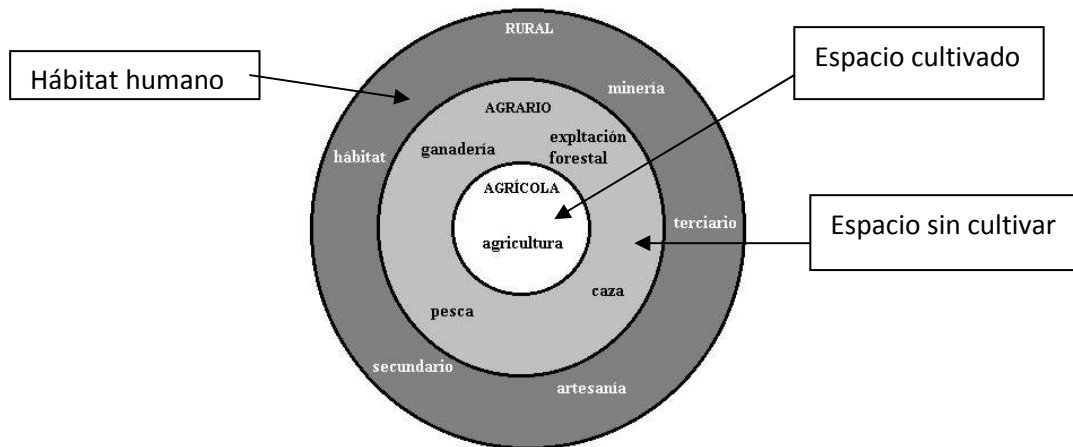 RURAL
Espacio cultivado
Hábitat humano
minería
AGRARIO
expltación
forestal
ganadería
hábitat
AGRÍCOLA
Espacio sin cultivar
terciario
agricultura
caza
pesca
secundario
artesanía